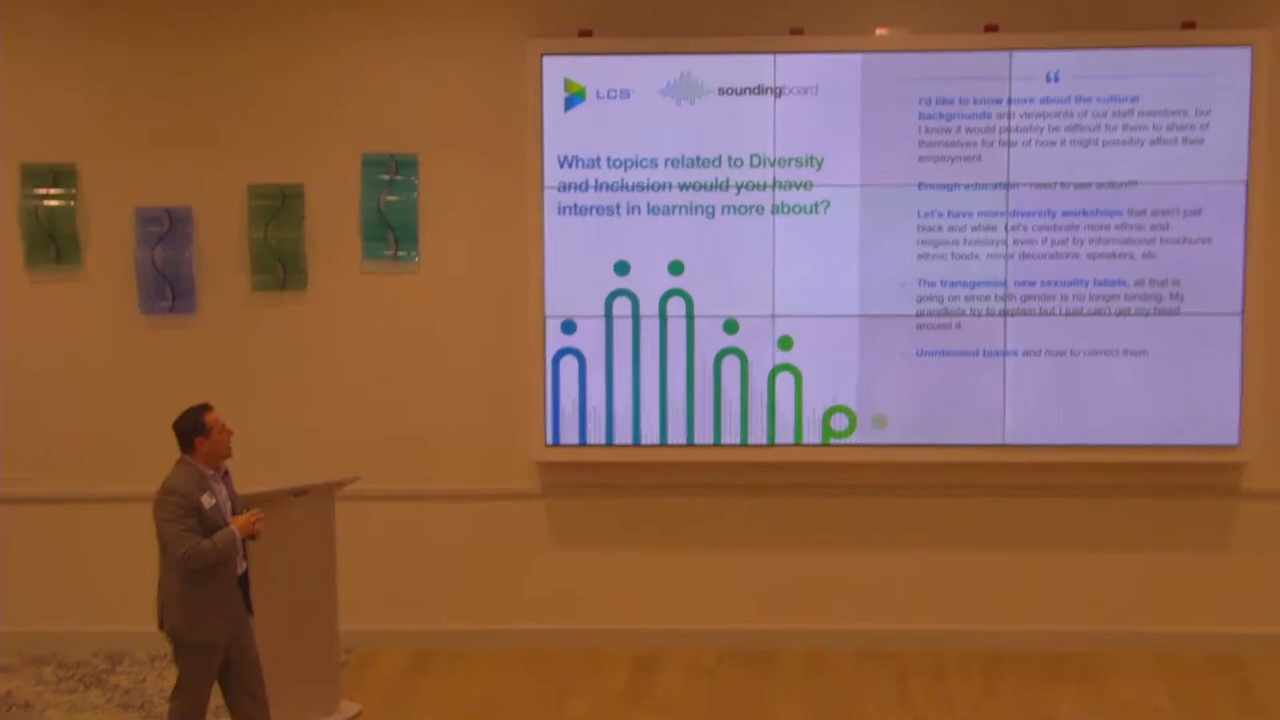 LCS
soundingboard
What topics related to Diversity
and Inclusion would you have
interest in learning more about?
“
I'd like to know more about the cultural
backgrounds and viewpoints of our staff members, but
I know it would probably be difficult for them to share of
themselves for fear of how it might possibly affect their
employment.
Enough education - need to see action!!!
Let's have more diversity workshops that aren't just
black and white. Let's celebrate more ethnic and
religious holidays, even if just by informational brochures
ethnic foods, minor decorations, speakers, etc.
The transgender, new sexuality labels, all that is
going on since birth gender is no longer binding. My
grandkids try to explain but I just can't get my head
around it.
biases and how to correct them.